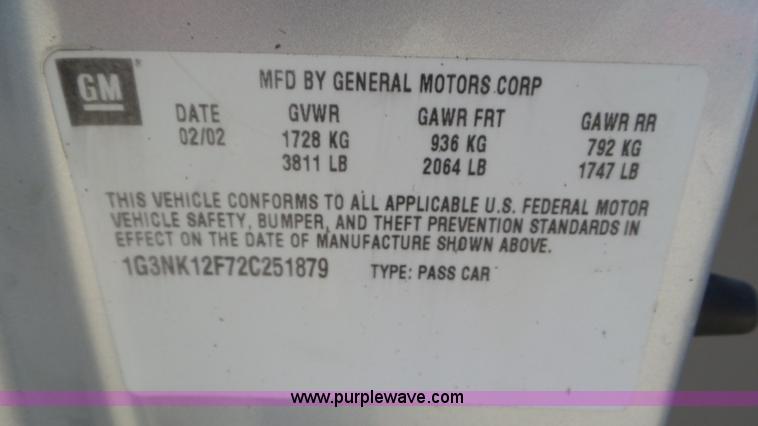 GM
MFD BY GENERAL MOTORS CORP
DATE GVWR GAWR FRT GAWR RR
02/02 1728 KG 936 KG 792 KG
3811 LB 2064 LB 1747 LB
THIS VEHICLE CONFORMS TO ALL APPLICABLE U.S. FEDERAL MOTOR
VEHICLE SAFETY, BUMPER, AND THEFT PREVENTION STANDARDS IN
EFFECT ON THE DATE OF MANUFACTURE SHOWN ABOVE.
1G3NK12F72C251879 TYPE: PASS CAR
www.purplewave.com